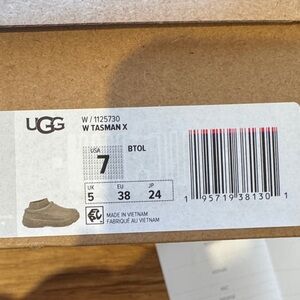 UGG
W / 1125730
W TASMAN X
USA
7
BTOL
UK
5
EU
38
JP
24
MADE IN VIETNAM
FABRIQUÉ AU VIETNAM
1 95719 38130 1